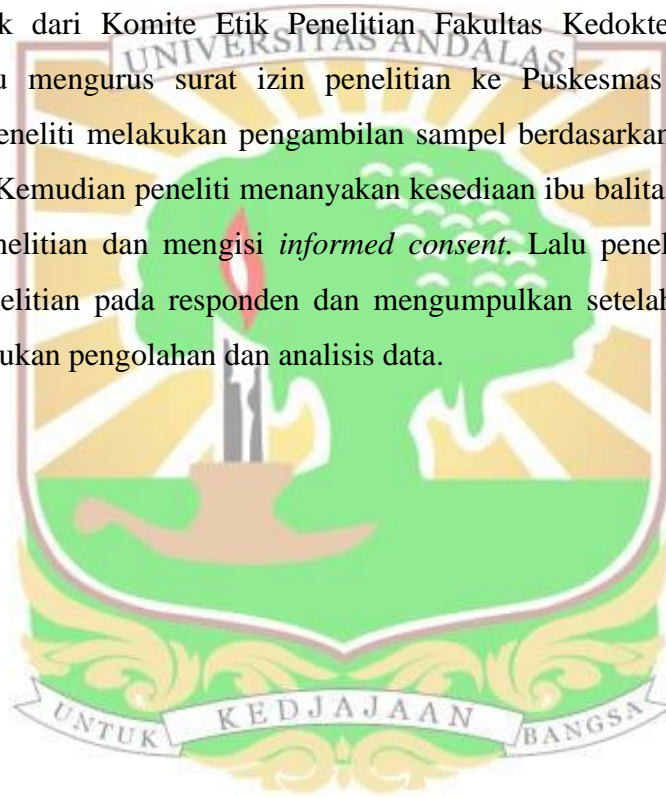 k dari Komite Etik Penelitian Fakultas Kedokte
UNIVERSITAS ANDALAS
u mengurus surat izin penelitian ke Puskesmas
eneliti melakukan pengambilan sampel berdasarkan
Kemudian peneliti menanyakan kesediaan ibu balita
nelitian dan mengisi informed consent. Lalu penel
nelitian pada responden dan mengumpulkan setelah
ukan pengolahan dan analisis data.
UNTUK KEDJAJAAN BANGSA